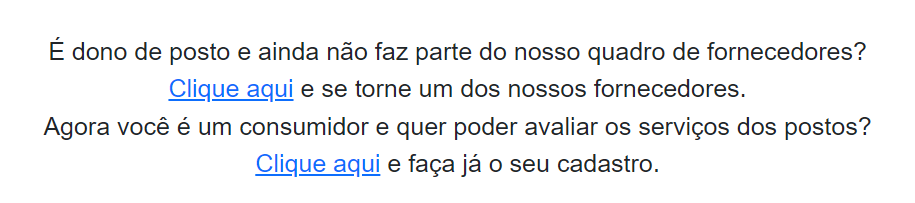 É dono de posto e ainda não faz parte do nosso quadro de fornecedores?
Clique aqui e se torne um dos nossos fornecedores.
Agora você é um consumidor e quer poder avaliar os serviços dos postos?
Clique aqui e faça já o seu cadastro.